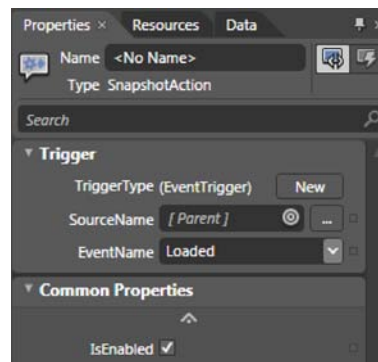 Properties × Resources Data
Name <No Name>
Type SnapshotAction
Search
Trigger
TriggerType (EventTrigger) New
SourceName [Parent] ...
EventName Loaded
Common Properties
IsEnabled